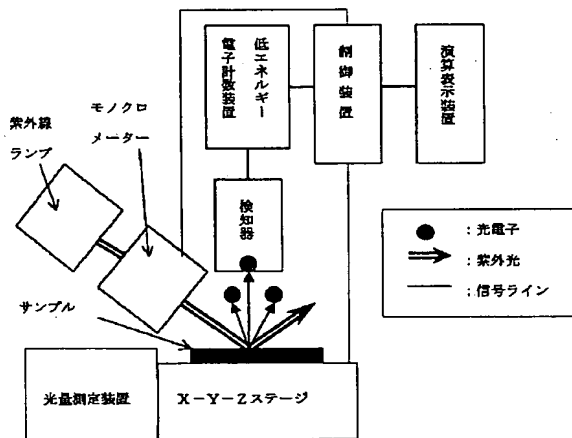 低エネルギー
電子計数装置
制御装置
演算表示装置
紫外線
ランプ
モノクロ
メーター
検知器
：光電子
：紫外光
：信号ライン
サンプル
光量測定装置
X－Y－Zステージ